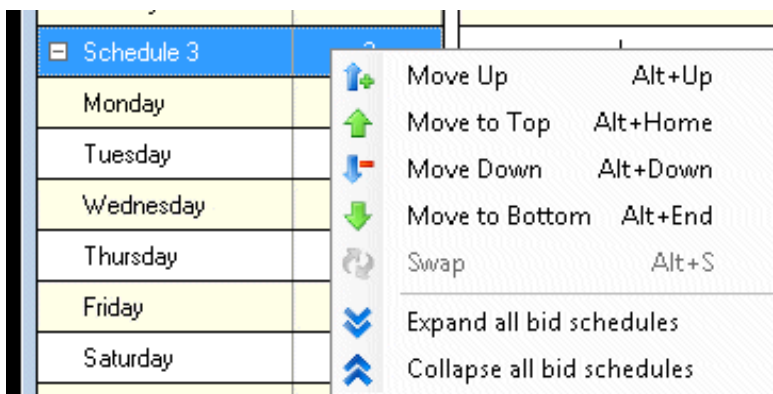 Schedule 3
Monday
Tuesday
Wednesday
Thursday
Friday
Saturday
Move Up Alt+Up
Move to Top Alt+Home
Move Down Alt+Down
Move to Bottom Alt+End
Swap Alt+S
Expand all bid schedules
Collapse all bid schedules